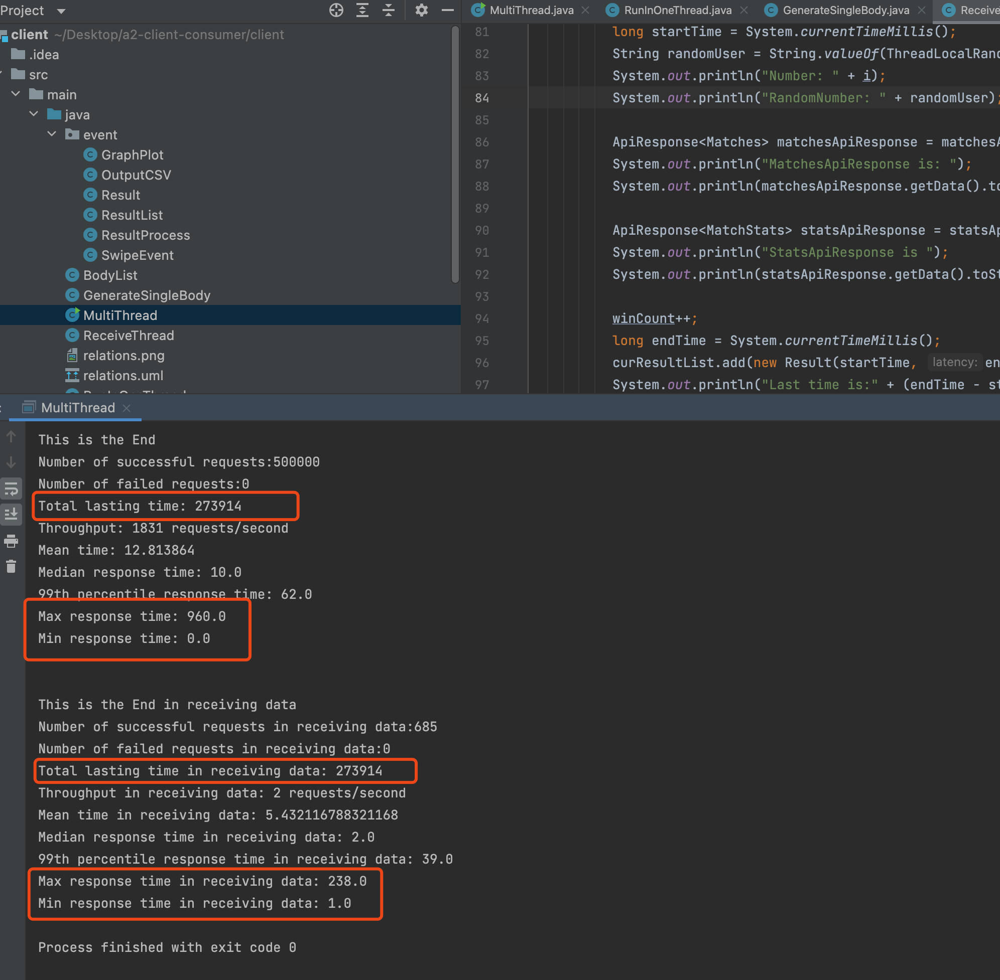 Project
client ~/Desktop/a2-client-consumer/client
.idea
src
main
java
event
GraphPlot
OutputCSV
Result
ResultList
ResultProcess
SwipeEvent
BodyList
GenerateSingleBody
MultiThread
ReceiveThread
relations.png
relations.uml
MultiThread.java RunInOneThread.java GenerateSingleBody.java Receive
81 long startTime = System.currentTimeMillis();
82 String randomUser = String.valueOf(ThreadLocalRand
83 System.out.println("Number: " + i);
84 System.out.println("RandomNumber: " + randomUser);
85
86 ApiResponse<Matches> matchesApiResponse = matchesA
87 System.out.println("MatchesApiResponse is: ");
88 System.out.println(matchesApiResponse.getData().to
89
90 ApiResponse<MatchStats> statsApiResponse = statsAp
91 System.out.println("StatsApiResponse is ");
92 System.out.println(statsApiResponse.getData().toSt
93
94 winCount++;
95 long endTime = System.currentTimeMillis();
96 curResultList.add(new Result(startTime, latency: en
97 System.out.println("Last time is:" + (endTime - st
MultiThread
This is the End
Number of successful requests:500000
Number of failed requests:0
Total lasting time: 273914
Throughput: 1831 requests/second
Mean time: 12.813864
Median response time: 10.0
99th percentile response time: 62.0
Max response time: 960.0
Min response time: 0.0
This is the End in receiving data
Number of successful requests in receiving data:685
Number of failed requests in receiving data:0
Total lasting time in receiving data: 273914
Throughput in receiving data: 2 requests/second
Mean time in receiving data: 5.432116788321168
Median response time in receiving data: 2.0
99th percentile response time in receiving data: 39.0
Max response time in receiving data: 238.0
Min response time in receiving data: 1.0
Process finished with exit code 0